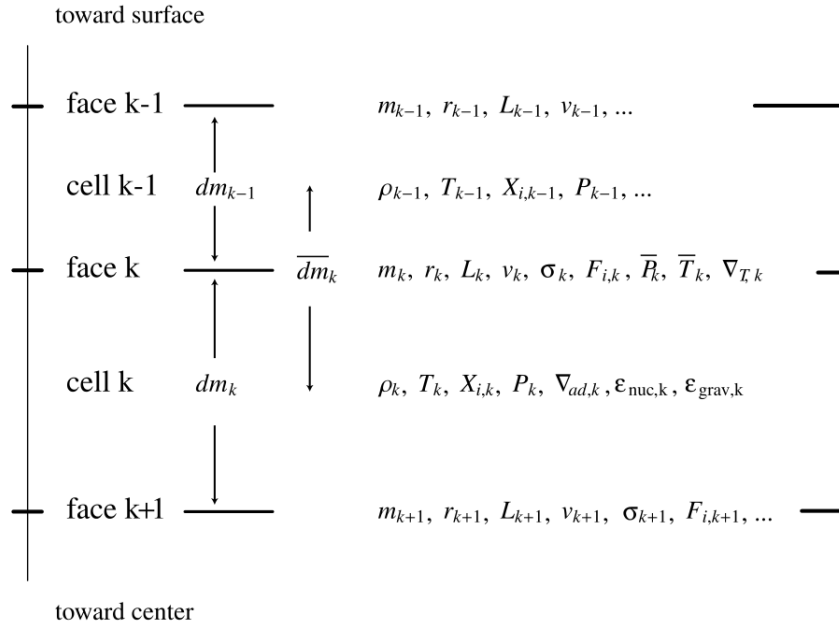 toward surface
face k-1 m_{k-1}, r_{k-1}, L_{k-1}, v_{k-1}, ...
cell k-1 dm_{k-1} ρ_{k-1}, T_{k-1}, X_{i,k-1}, P_{k-1}, ...
face k \overline{dm}_k m_k, r_k, L_k, v_k, σ_k, F_{i,k}, \overline{P}_k, \overline{T}_k, ∇_{T,k}
cell k dm_k ρ_k, T_k, X_{i,k}, P_k, ∇_{ad,k}, ε_{nuc,k}, ε_{grav,k}
face k+1 m_{k+1}, r_{k+1}, L_{k+1}, v_{k+1}, σ_{k+1}, F_{i,k+1}, ...
toward center